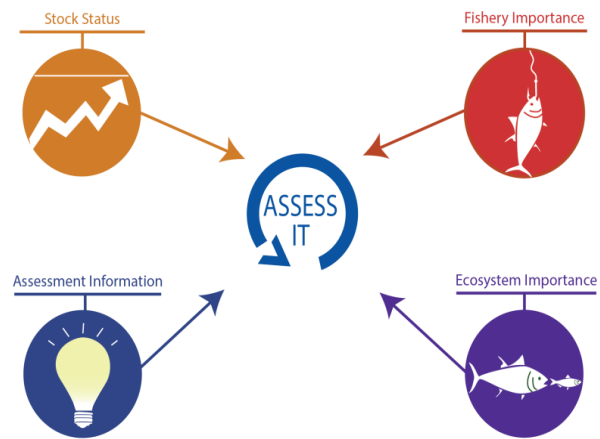 Stock Status
Fishery Importance
ASSESS
IT
Assessment Information
Ecosystem Importance